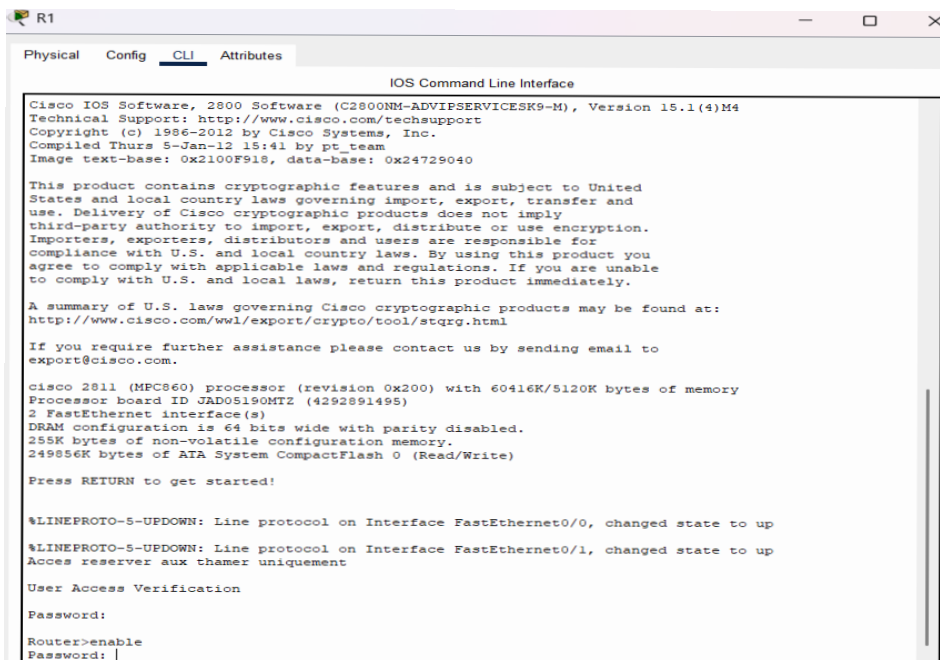 R1
Physical Config CLI Attributes
IOS Command Line Interface
Cisco IOS Software, 2800 Software (C2800NM-ADVIPSERVICESK9-M), Version 15.1(4)M4
Technical Support: http://www.cisco.com/techsupport
Copyright (c) 1986-2012 by Cisco Systems, Inc.
Compiled Thurs 5-Jan-12 15:41 by pt_team
Image text-base: 0x2100F918, data-base: 0x24729040
This product contains cryptographic features and is subject to United
States and local country laws governing import, export, transfer and
use. Delivery of Cisco cryptographic products does not imply
third-party authority to import, export, distribute or use encryption.
Importers, exporters, distributors and users are responsible for
compliance with U.S. and local country laws. By using this product you
agree to comply with applicable laws and regulations. If you are unable
to comply with U.S. and local laws, return this product immediately.
A summary of U.S. laws governing Cisco cryptographic products may be found at:
http://www.cisco.com/wwl/export/crypto/tool/stqrg.html
If you require further assistance please contact us by sending email to
export@cisco.com.
cisco 2811 (MPC860) processor (revision 0x200) with 60416K/5120K bytes of memory
Processor board ID JAD05190MTZ (4292891495)
2 FastEthernet interface(s)
DRAM configuration is 64 bits wide with parity disabled.
255K bytes of non-volatile configuration memory.
249856K bytes of ATA System CompactFlash 0 (Read/Write)
Press RETURN to get started!
%LINEPROTO-5-UPDOWN: Line protocol on Interface FastEthernet0/0, changed state to up
%LINEPROTO-5-UPDOWN: Line protocol on Interface FastEthernet0/1, changed state to up
Acces reserver aux thamer uniquement
User Access Verification
Password:
Router>enable
Password: